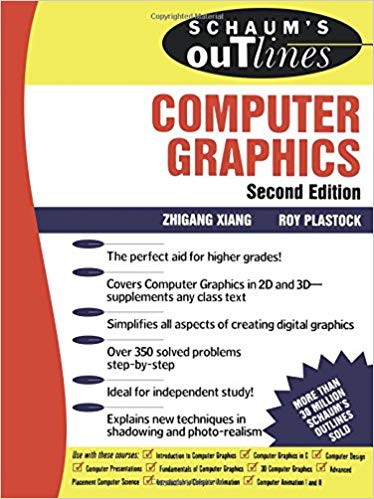 SCHAUM'S
ouTlines
COMPUTER
GRAPHICS
Second Edition
ZHIGANG XIANG ROY PLASTOCK
The perfect aid for higher grades!
Covers Computer Graphics in 2D and 3D—
supplements any class text
Simplifies all aspects of creating digital graphics
Over 350 solved problems
step-by-step
Ideal for independent study!
Explains new techniques in
shadowing and photo-realism
MORE THAN
30 MILLION
SCHAUM'S
OUTLINES
SOLD
Use with these courses: Introduction to Computer Graphics Computer Graphics in C Computer Design
Computer Presentations Fundamentals of Computer Graphics 3D Computer Graphics Advanced
Placement Computer Science Introduction to Computer Animation Computer Animation I and II